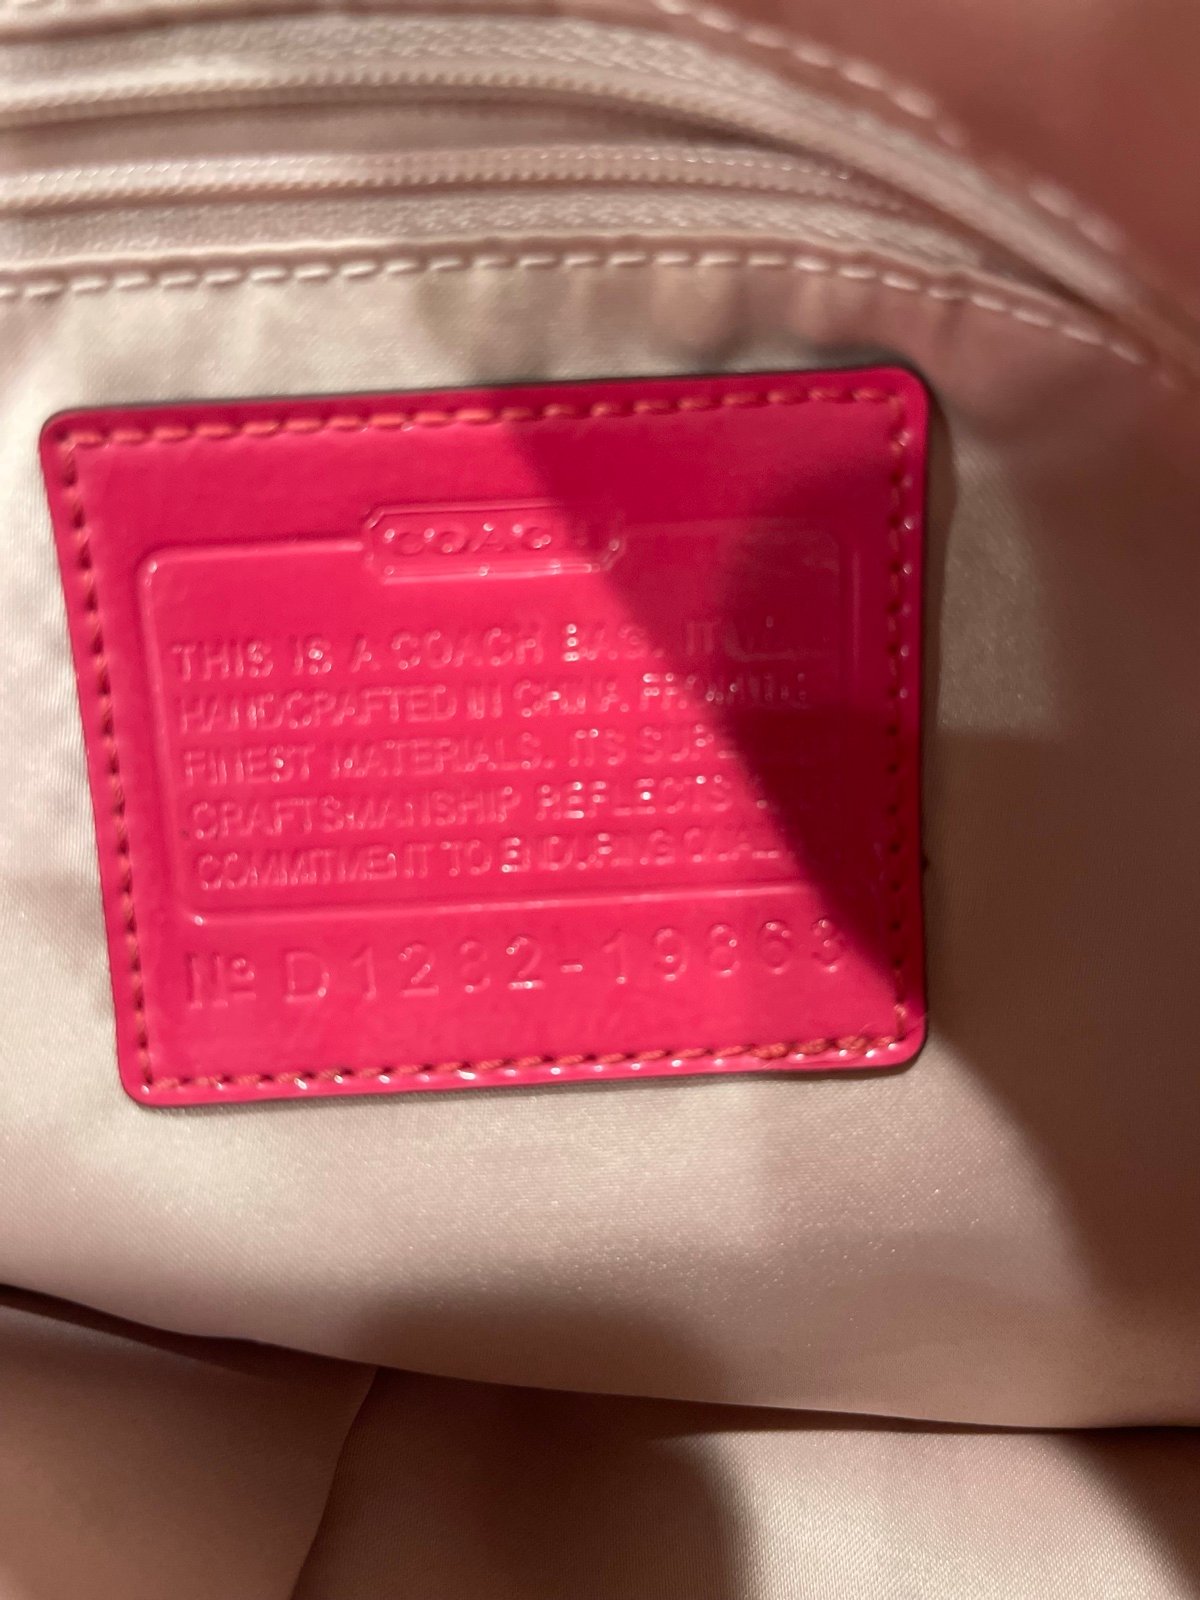 COACH
THIS IS A COACH BAG. IT
HANDCRAFTED IN CHINA. FROM
FINEST MATERIALS. ITS
CRAFTSMANSHIP REFLECTS
COMMITMENT TO ENDURING
Nº D1282-19863